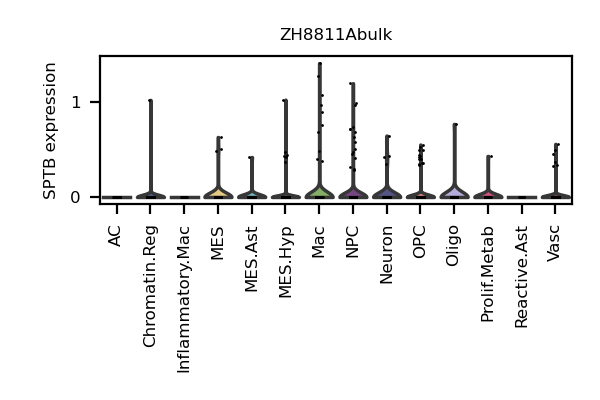 ZH8811Abulk
SPTB expression
1
0
AC
Chromatin.Reg
Inflammatory.Mac
MES
MES.Ast
MES.Hyp
Mac
NPC
Neuron
OPC
Oligo
Prolif.Metab
Reactive.Ast
Vasc